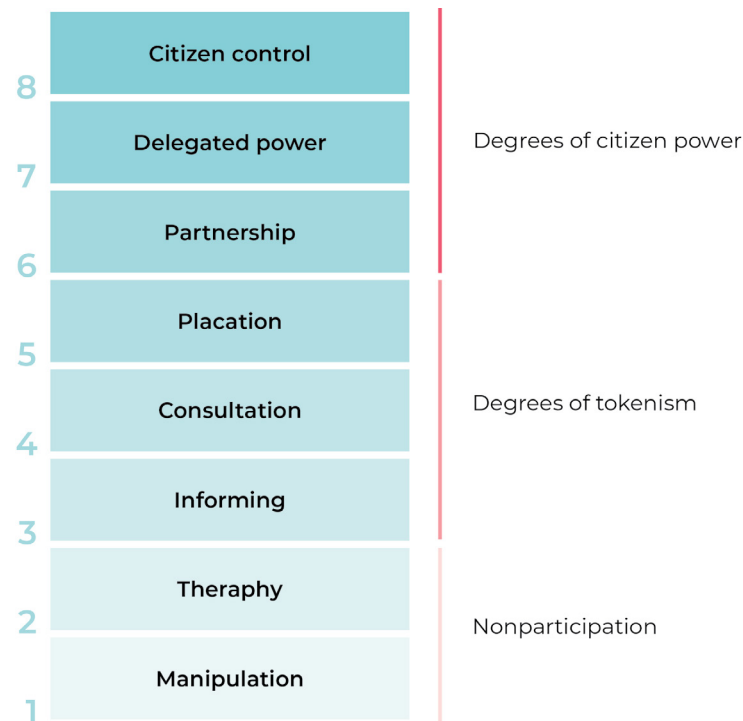 Citizen control
8
Delegated power
Degrees of citizen power
7
Partnership
6
Placation
5
Consultation
Degrees of tokenism
4
Informing
3
Theraphy
2
Nonparticipation
Manipulation
1